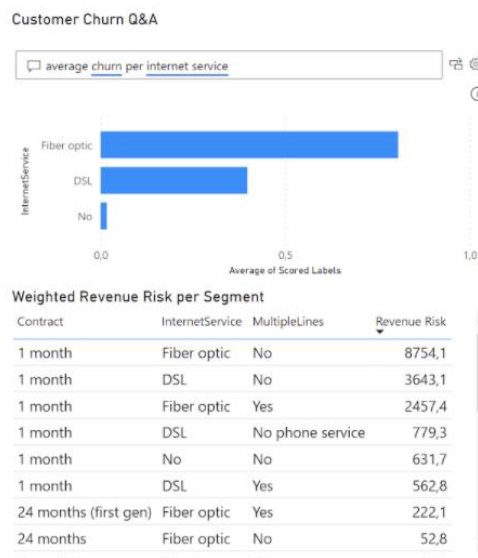 Customer Churn Q&A
average churn per internet service
InternetService
Fiber optic
DSL
No
0,0 0,5 1,0
Average of Scored Labels
Weighted Revenue Risk per Segment
Contract InternetService MultipleLines Revenue Risk
1 month Fiber optic No 8754,1
1 month DSL No 3643,1
1 month Fiber optic Yes 2457,4
1 month DSL No phone service 779,3
1 month No No 631,7
1 month DSL Yes 562,8
24 months (first gen) Fiber optic Yes 222,1
24 months Fiber optic No 52,8